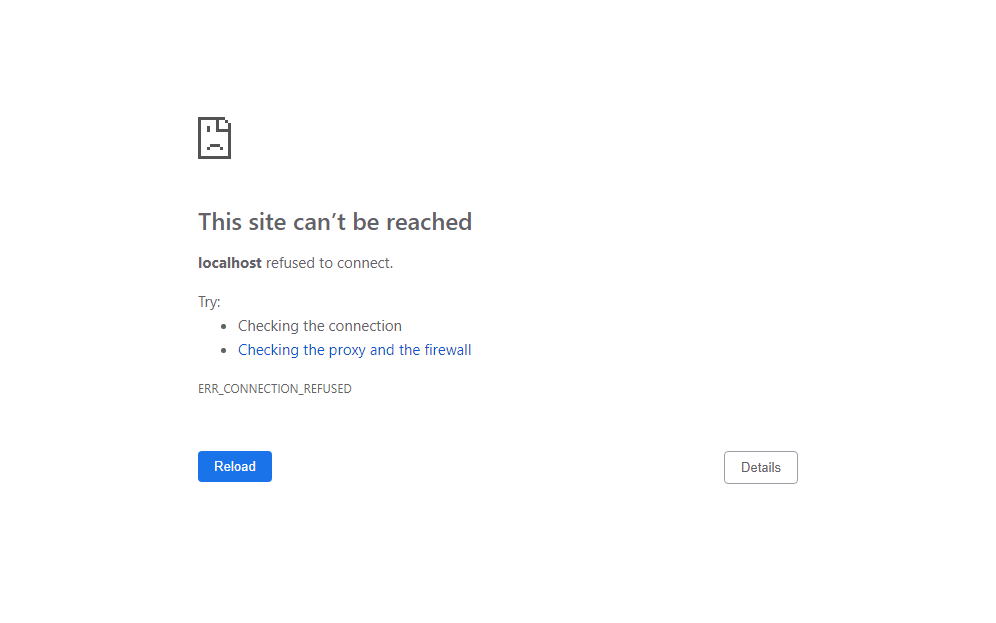 This site can’t be reached
localhost refused to connect.
Try:
• Checking the connection
• Checking the proxy and the firewall
ERR_CONNECTION_REFUSED
Reload
Details